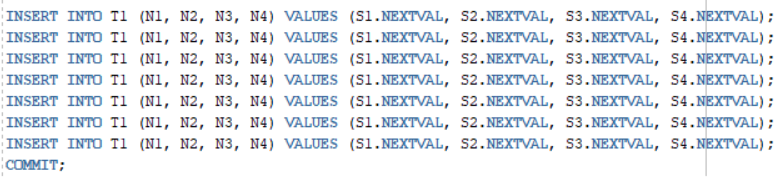 INSERT INTO T1 (N1, N2, N3, N4) VALUES (S1.NEXTVAL, S2.NEXTVAL, S3.NEXTVAL, S4.NEXTVAL);
INSERT INTO T1 (N1, N2, N3, N4) VALUES (S1.NEXTVAL, S2.NEXTVAL, S3.NEXTVAL, S4.NEXTVAL);
INSERT INTO T1 (N1, N2, N3, N4) VALUES (S1.NEXTVAL, S2.NEXTVAL, S3.NEXTVAL, S4.NEXTVAL);
INSERT INTO T1 (N1, N2, N3, N4) VALUES (S1.NEXTVAL, S2.NEXTVAL, S3.NEXTVAL, S4.NEXTVAL);
INSERT INTO T1 (N1, N2, N3, N4) VALUES (S1.NEXTVAL, S2.NEXTVAL, S3.NEXTVAL, S4.NEXTVAL);
INSERT INTO T1 (N1, N2, N3, N4) VALUES (S1.NEXTVAL, S2.NEXTVAL, S3.NEXTVAL, S4.NEXTVAL);
INSERT INTO T1 (N1, N2, N3, N4) VALUES (S1.NEXTVAL, S2.NEXTVAL, S3.NEXTVAL, S4.NEXTVAL);
COMMIT;